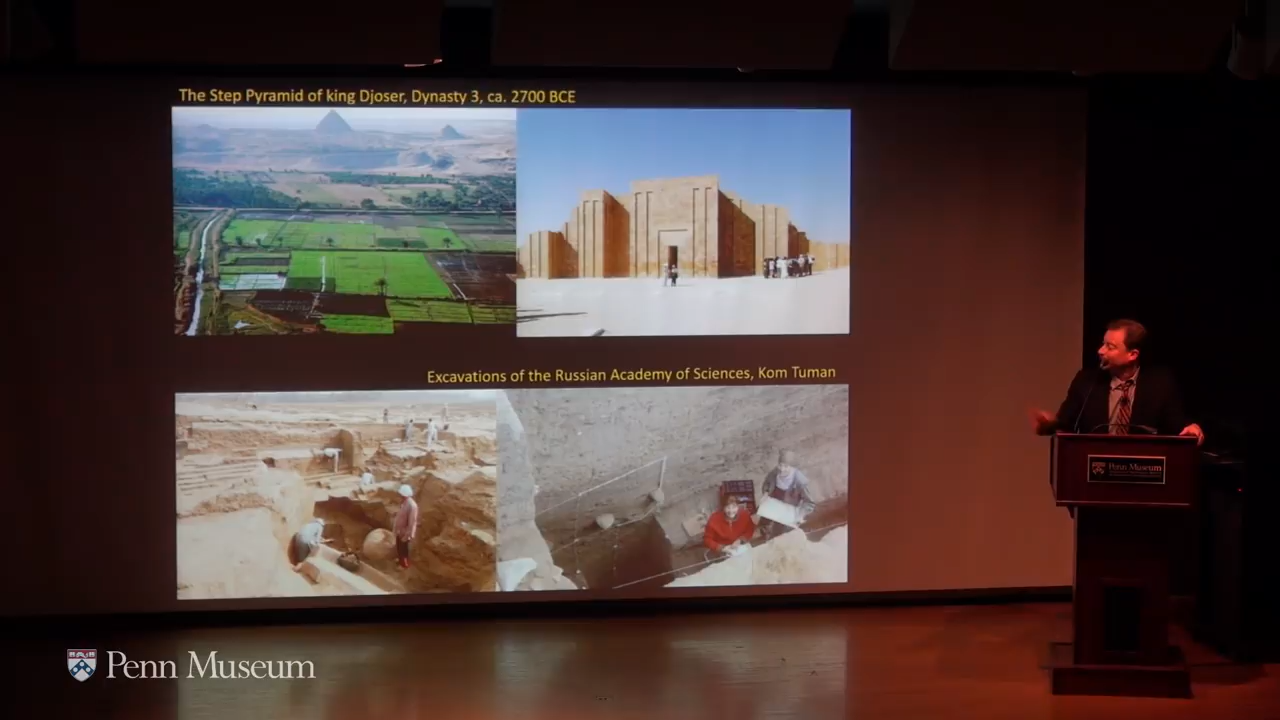 The Step Pyramid of king Djoser, Dynasty 3, ca. 2700 BCE
Excavations of the Russian Academy of Sciences, Kom Tuman
Penn Museum
Penn Museum